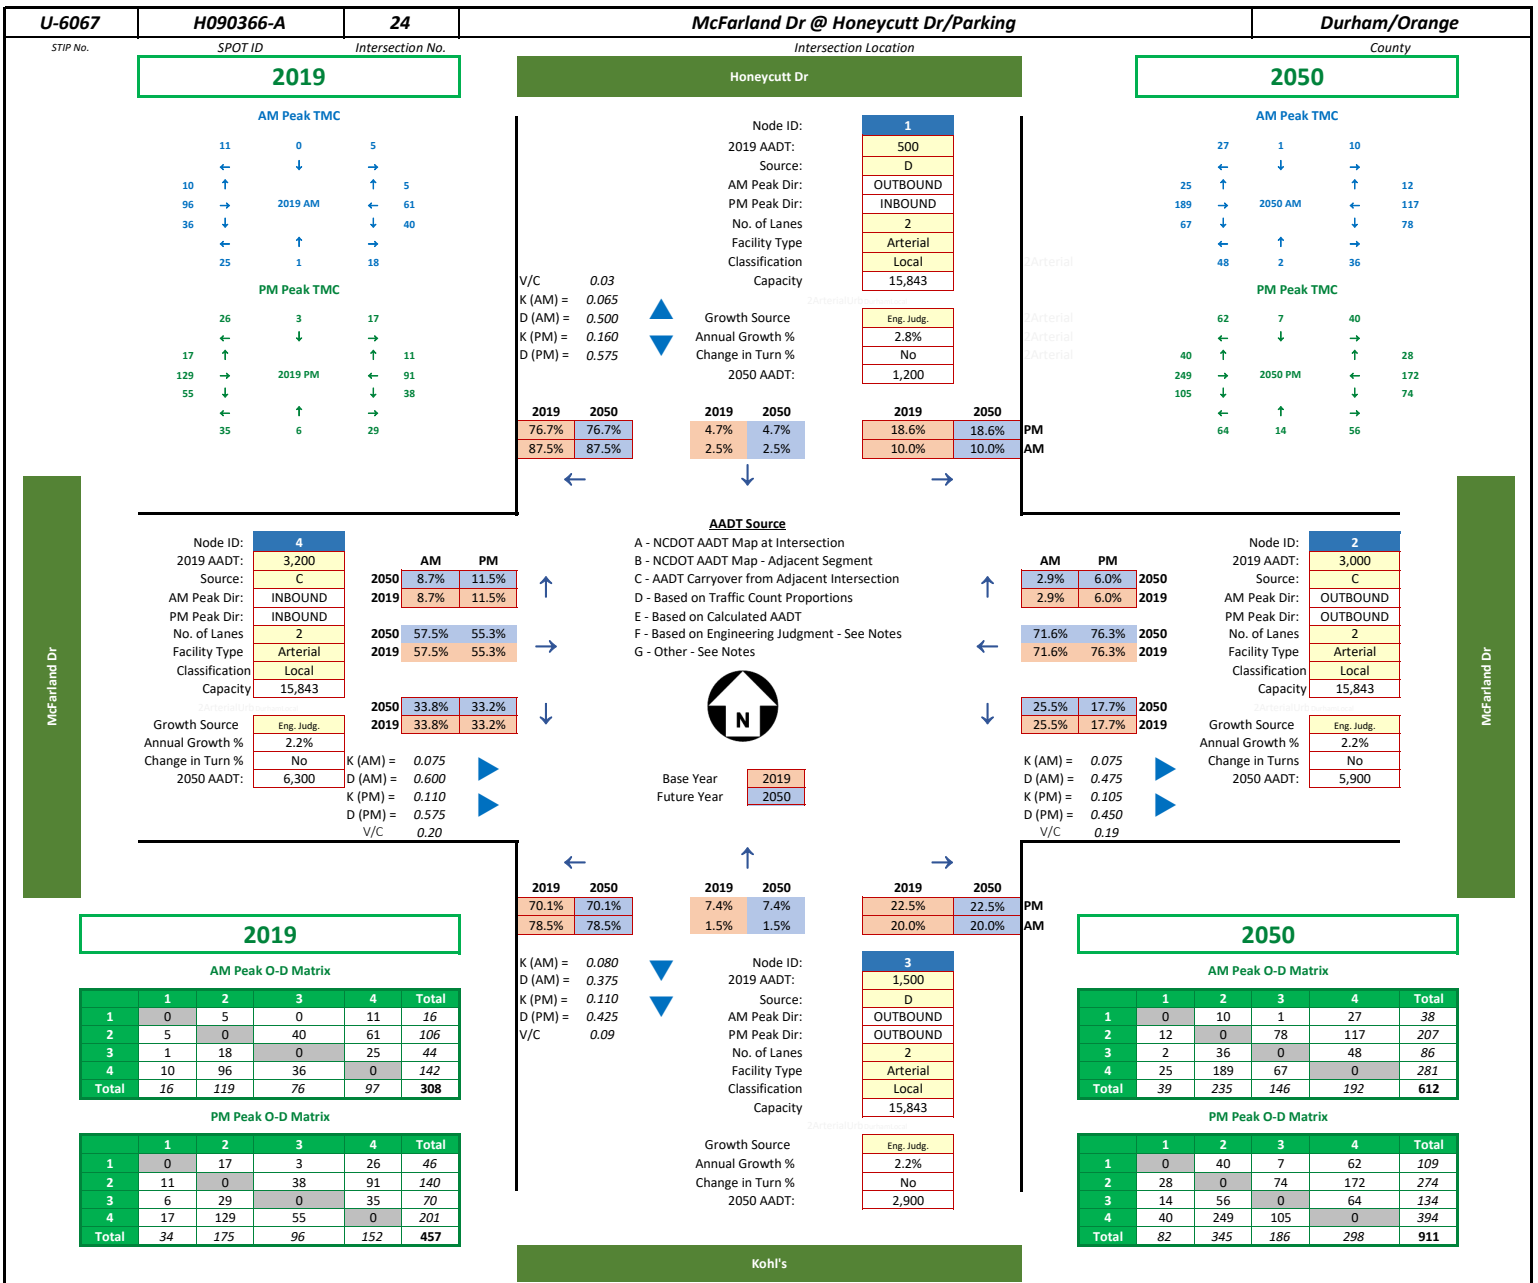 U-6067 H090366-A 24 McFarland Dr @ Honeycutt Dr/Parking Durham/Orange
STIP No. SPOT ID Intersection No. Intersection Location County
2019
AM Peak TMC
11 0 5
← ↓ →
10 ↑ ↑ 5
96 → 2019 AM ← 61
36 ↓ ↓ 40
← ↑ →
25 1 18
PM Peak TMC
26 3 17
← ↓ →
17 ↑ ↑ 11
129 → 2019 PM ← 91
55 ↓ ↓ 38
← ↑ →
35 6 29
Honeycutt Dr
Node ID: 1
2019 AADT: 500
Source: D
AM Peak Dir: OUTBOUND
PM Peak Dir: INBOUND
No. of Lanes 2
Facility Type Arterial
Classification Local
Capacity 15,843
V/C 0.03
K (AM) = 0.065
D (AM) = 0.500
K (PM) = 0.160
D (PM) = 0.575
Growth Source Eng. Judg.
Annual Growth % 2.8%
Change in Turn % No
2050 AADT: 1,200
2019 2050 2019 2050 2019 2050
76.7% 76.7% 4.7% 4.7% 18.6% 18.6% PM
87.5% 87.5% 2.5% 2.5% 10.0% 10.0% AM
← ↓ →
2050
AM Peak TMC
27 1 10
← ↓ →
25 ↑ ↑ 12
189 → 2050 AM ← 117
67 ↓ ↓ 78
← ↑ →
48 2 36
2Arterial
PM Peak TMC
2Arterial
2Arterial
62 7 40
← ↓ →
40 ↑ ↑ 28
249 → 2050 PM ← 172
105 ↓ ↓ 74
← ↑ →
64 14 56
McFarland Dr
Node ID: 4
2019 AADT: 3,200
Source: C
AM Peak Dir: INBOUND
PM Peak Dir: INBOUND
No. of Lanes 2
Facility Type Arterial
Classification Local
Capacity 15,843
Growth Source Eng. Judg.
Annual Growth % 2.2%
Change in Turn % No
2050 AADT: 6,300
AM PM
2050 8.7% 11.5%
2019 8.7% 11.5%
↑
2050 57.5% 55.3%
2019 57.5% 55.3%
→
2050 33.8% 33.2%
2019 33.8% 33.2%
↓
K (AM) = 0.075
D (AM) = 0.600
K (PM) = 0.110
D (PM) = 0.575
V/C 0.20
AADT Source
A - NCDOT AADT Map at Intersection
B - NCDOT AADT Map - Adjacent Segment
C - AADT Carryover from Adjacent Intersection
D - Based on Traffic Count Proportions
E - Based on Calculated AADT
F - Based on Engineering Judgment - See Notes
G - Other - See Notes
N
Base Year 2019
Future Year 2050
AM PM
↑
2.9% 6.0% 2050
2.9% 6.0% 2019
←
71.6% 76.3% 2050
71.6% 76.3% 2019
↓
25.5% 17.7% 2050
25.5% 17.7% 2019
K (AM) = 0.075
D (AM) = 0.475
K (PM) = 0.105
D (PM) = 0.450
V/C 0.19
Node ID: 2
2019 AADT: 3,000
Source: C
AM Peak Dir: OUTBOUND
PM Peak Dir: OUTBOUND
No. of Lanes 2
Facility Type Arterial
Classification Local
Capacity 15,843
Growth Source Eng. Judg.
Annual Growth % 2.2%
Change in Turns No
2050 AADT: 5,900
McFarland Dr
← ↑ →
2019 2050 2019 2050 2019 2050
70.1% 70.1% 7.4% 7.4% 22.5% 22.5% PM
78.5% 78.5% 1.5% 1.5% 20.0% 20.0% AM
K (AM) = 0.080
D (AM) = 0.375
K (PM) = 0.110
D (PM) = 0.425
V/C 0.09
Node ID: 3
2019 AADT: 1,500
Source: D
AM Peak Dir: OUTBOUND
PM Peak Dir: OUTBOUND
No. of Lanes 2
Facility Type Arterial
Classification Local
Capacity 15,843
Growth Source Eng. Judg.
Annual Growth % 2.2%
Change in Turn % No
2050 AADT: 2,900
Kohl's
2019
AM Peak O-D Matrix
1 2 3 4 Total
1 0 5 0 11 16
2 5 0 40 61 106
3 1 18 0 25 44
4 10 96 36 0 142
Total 16 119 76 97 308
PM Peak O-D Matrix
1 2 3 4 Total
1 0 17 3 26 46
2 11 0 38 91 140
3 6 29 0 35 70
4 17 129 55 0 201
Total 34 175 96 152 457
2050
AM Peak O-D Matrix
1 2 3 4 Total
1 0 10 1 27 38
2 12 0 78 117 207
3 2 36 0 48 86
4 25 189 67 0 281
Total 39 235 146 192 612
PM Peak O-D Matrix
1 2 3 4 Total
1 0 40 7 62 109
2 28 0 74 172 274
3 14 56 0 64 134
4 40 249 105 0 394
Total 82 345 186 298 911